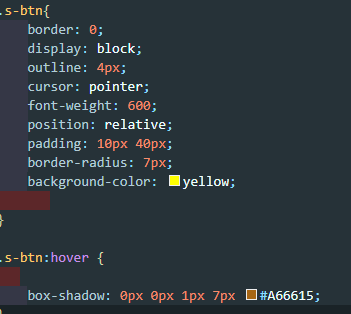 .s-btn{
border: 0;
display: block;
outline: 4px;
cursor: pointer;
font-weight: 600;
position: relative;
padding: 10px 40px;
border-radius: 7px;
background-color: yellow;
}
.s-btn:hover {
box-shadow: 0px 0px 1px 7px #A66615;